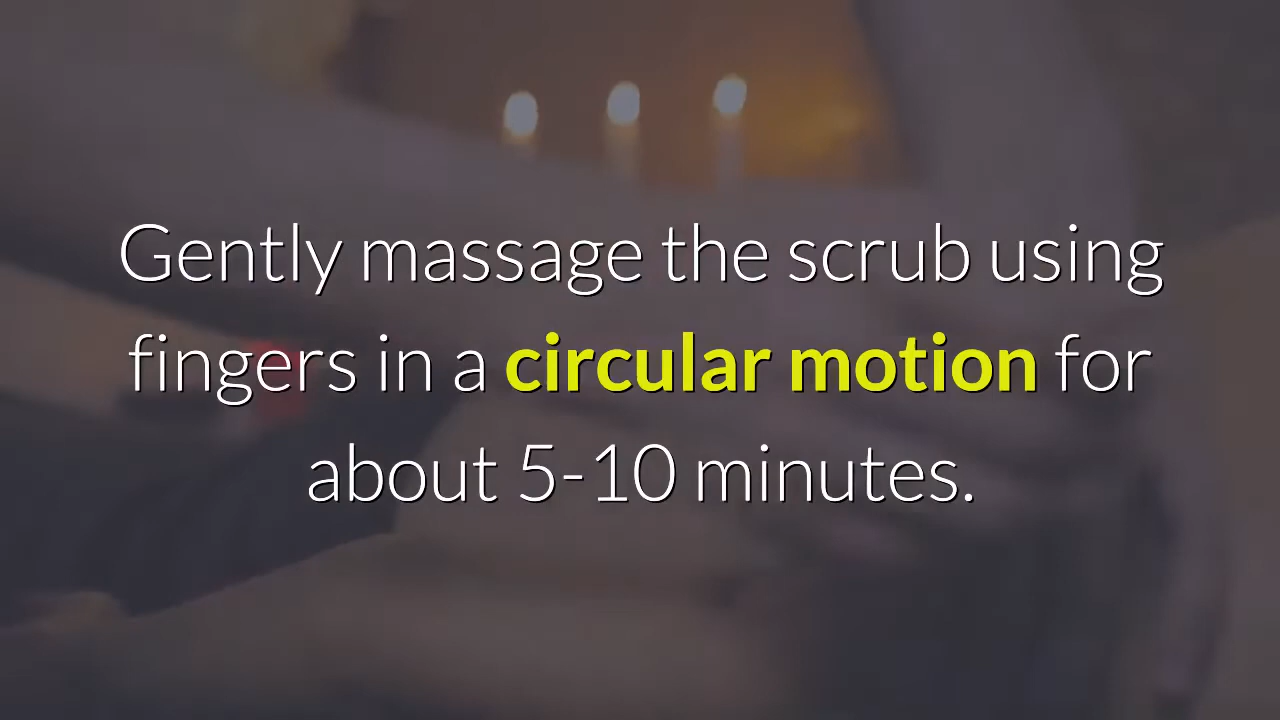 Gently massage the scrub using
fingers in a circular motion for
about 5-10 minutes.